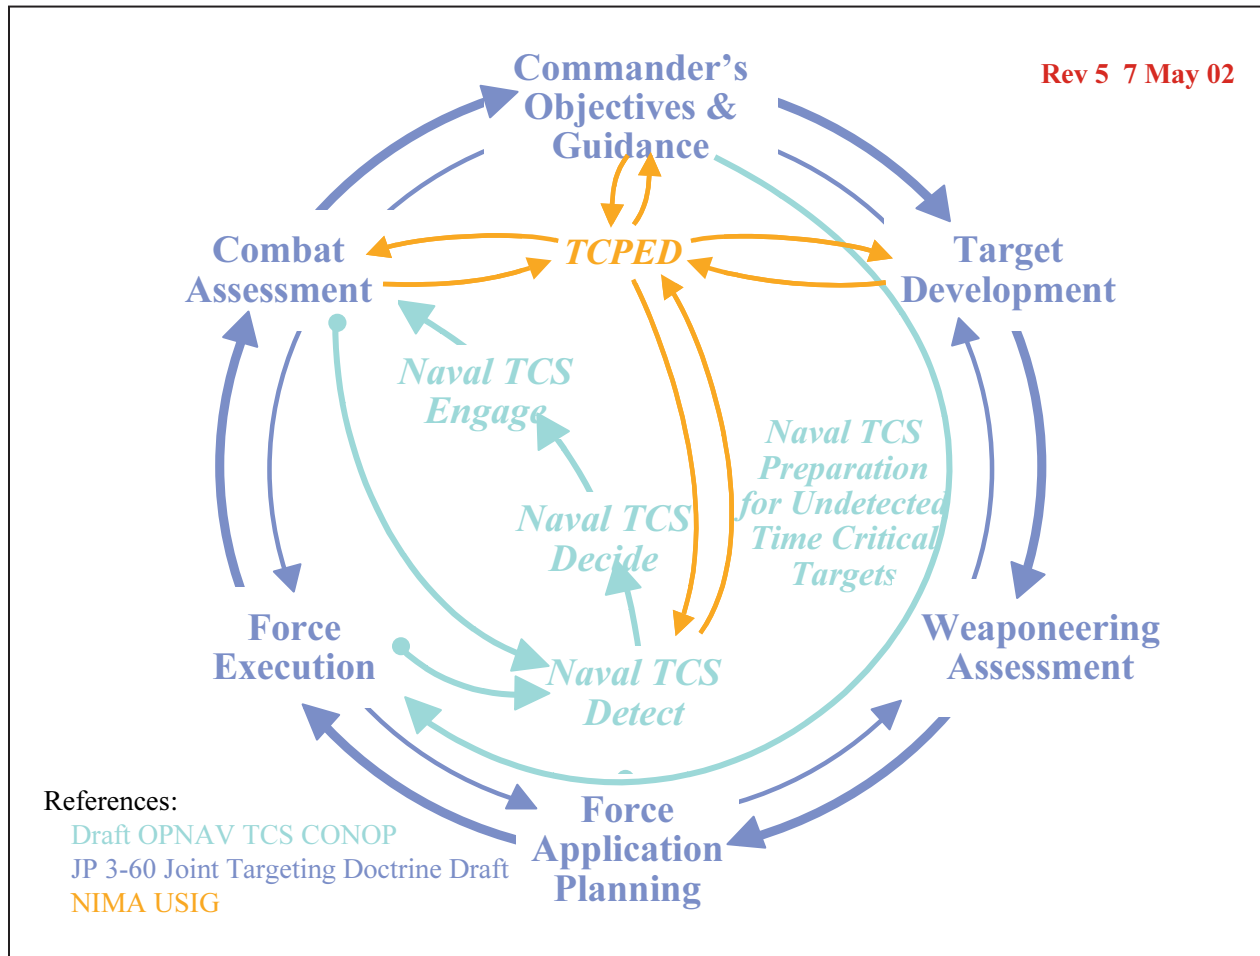 Commander’s
Objectives &
Guidance
Rev 5 7 May 02
Combat
Assessment
TCPED
Target
Development
Naval TCS
Engage
Naval TCS
Preparation
for Undetected
Time Critical
Targets
Naval TCS
Decide
Force
Execution
Weaponeering
Assessment
Naval TCS
Detect
Force
Application
Planning
References:
Draft OPNAV TCS CONOP
JP 3-60 Joint Targeting Doctrine Draft
NIMA USIG